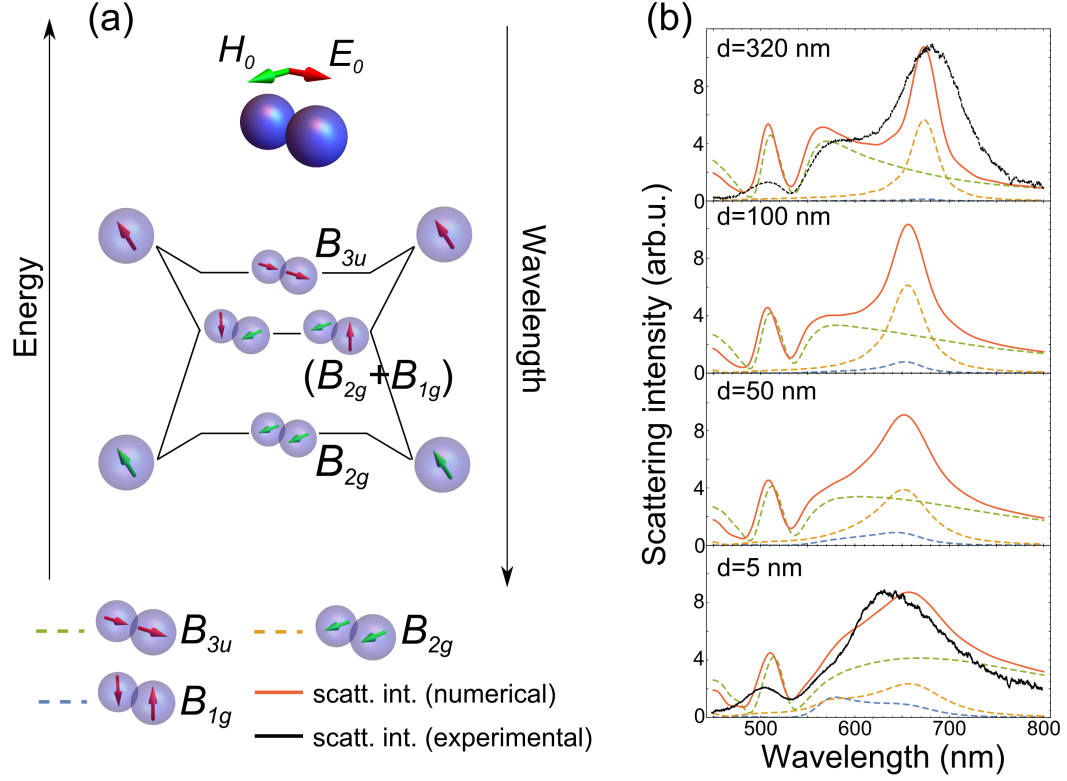 (a)
H₀ E₀
Energy
Wavelength
B₃ᵤ
(B₂g+B₁g)
B₂g
B₃ᵤ
B₂g
B₁g
scatt. int. (numerical)
scatt. int. (experimental)
(b)
Scattering intensity (arb.u.)
d=320 nm
8
4
0
d=100 nm
8
4
0
d=50 nm
8
4
0
d=5 nm
8
4
0
500 600 700 800
Wavelength (nm)